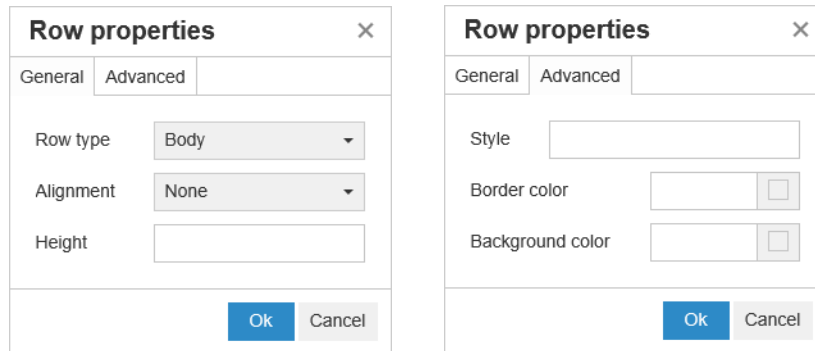 Row properties ×
General Advanced
Row type Body
Alignment None
Height
Ok Cancel
Row properties ×
General Advanced
Style
Border color
Background color
Ok Cancel